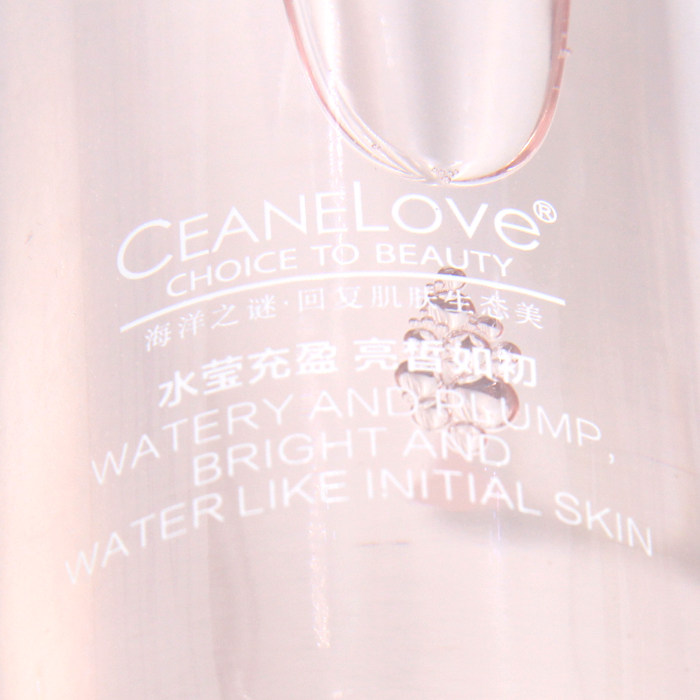 CEANELOVE®
CHOICE TO BEAUTY
海洋之谜·回复肌肤生态美
水莹充盈 亮皙如初
WATERY AND PLUMP,
BRIGHT AND
WATER LIKE INITIAL SKIN